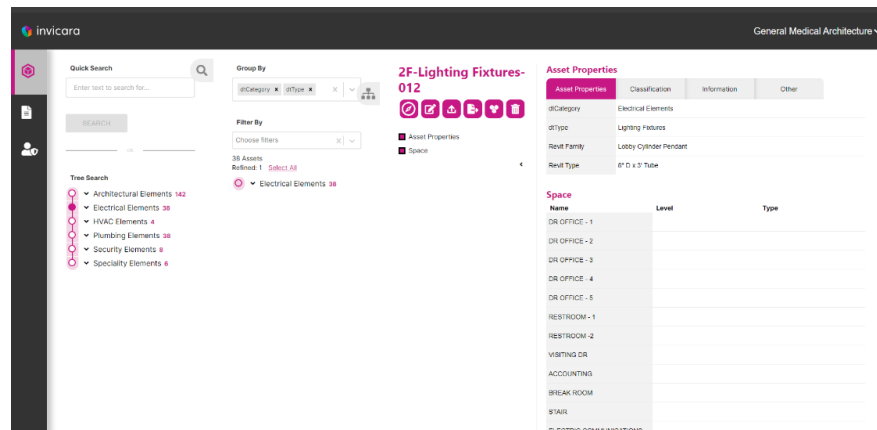 invicara
General Medical Architecture
Quick Search
Enter text to search for...
SEARCH
OR
Tree Search
Architectural Elements 142
Electrical Elements 38
HVAC Elements 4
Plumbing Elements 38
Security Elements 8
Speciality Elements 6
Group By
dtCategory x dtType x
Filter By
Choose filters
38 Assets
Refined: 1 Select All
Electrical Elements 38
2F-Lighting Fixtures-
012
Asset Properties
Space
Asset Properties
Asset Properties Classification Information Other
dtCategory Electrical Elements
dtType Lighting Fixtures
Revit Family Lobby Cylinder Pendant
Revit Type 6" D x 3' Tube
Space
Name Level Type
DR OFFICE - 1
DR OFFICE - 2
DR OFFICE - 3
DR OFFICE - 4
DR OFFICE - 5
RESTROOM - 1
RESTROOM -2
VISITING DR
ACCOUNTING
BREAK ROOM
STAIR
ELECTRIC COMMUNICATIONS